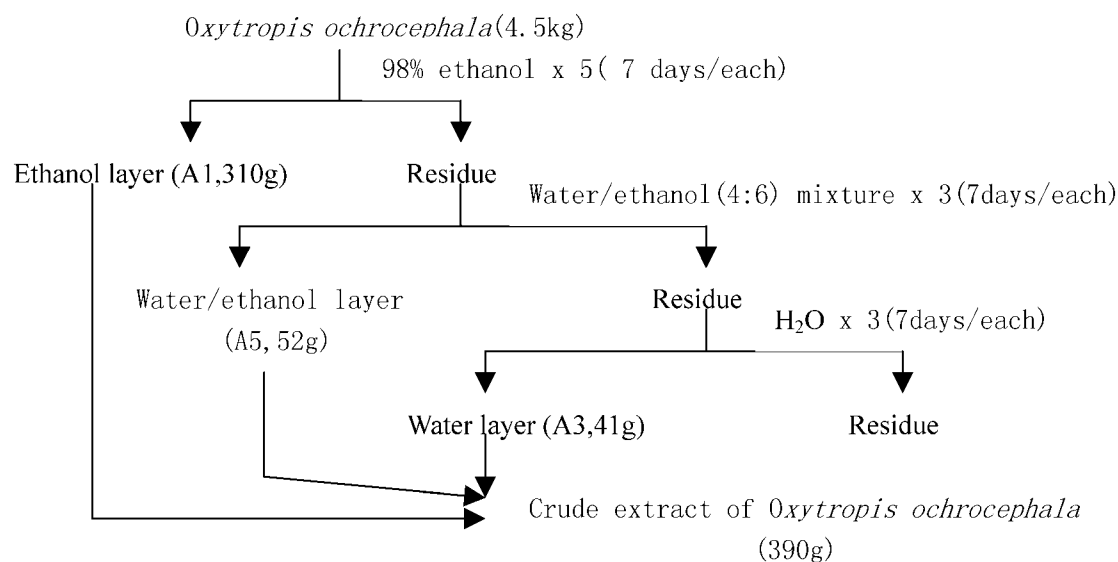 Oxytropis ochrocephala(4.5kg)
98% ethanol x 5( 7 days/each)
Ethanol layer (A1,310g)
Residue
Water/ethanol(4:6) mixture x 3(7days/each)
Water/ethanol layer
(A5,52g)
Residue
H₂O x 3(7days/each)
Water layer (A3,41g)
Residue
Crude extract of Oxytropis ochrocephala
(390g)